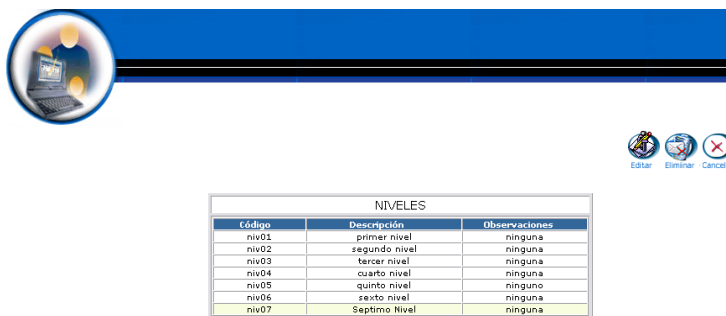 Editar Eliminar Cancel
NIVELES
Código Descripción Observaciones
niv01 primer nivel ninguna
niv02 segundo nivel ninguna
niv03 tercer nivel ninguna
niv04 cuarto nivel ninguna
niv05 quinto nivel ninguno
niv06 sexto nivel ninguna
niv07 Septimo Nivel ninguna